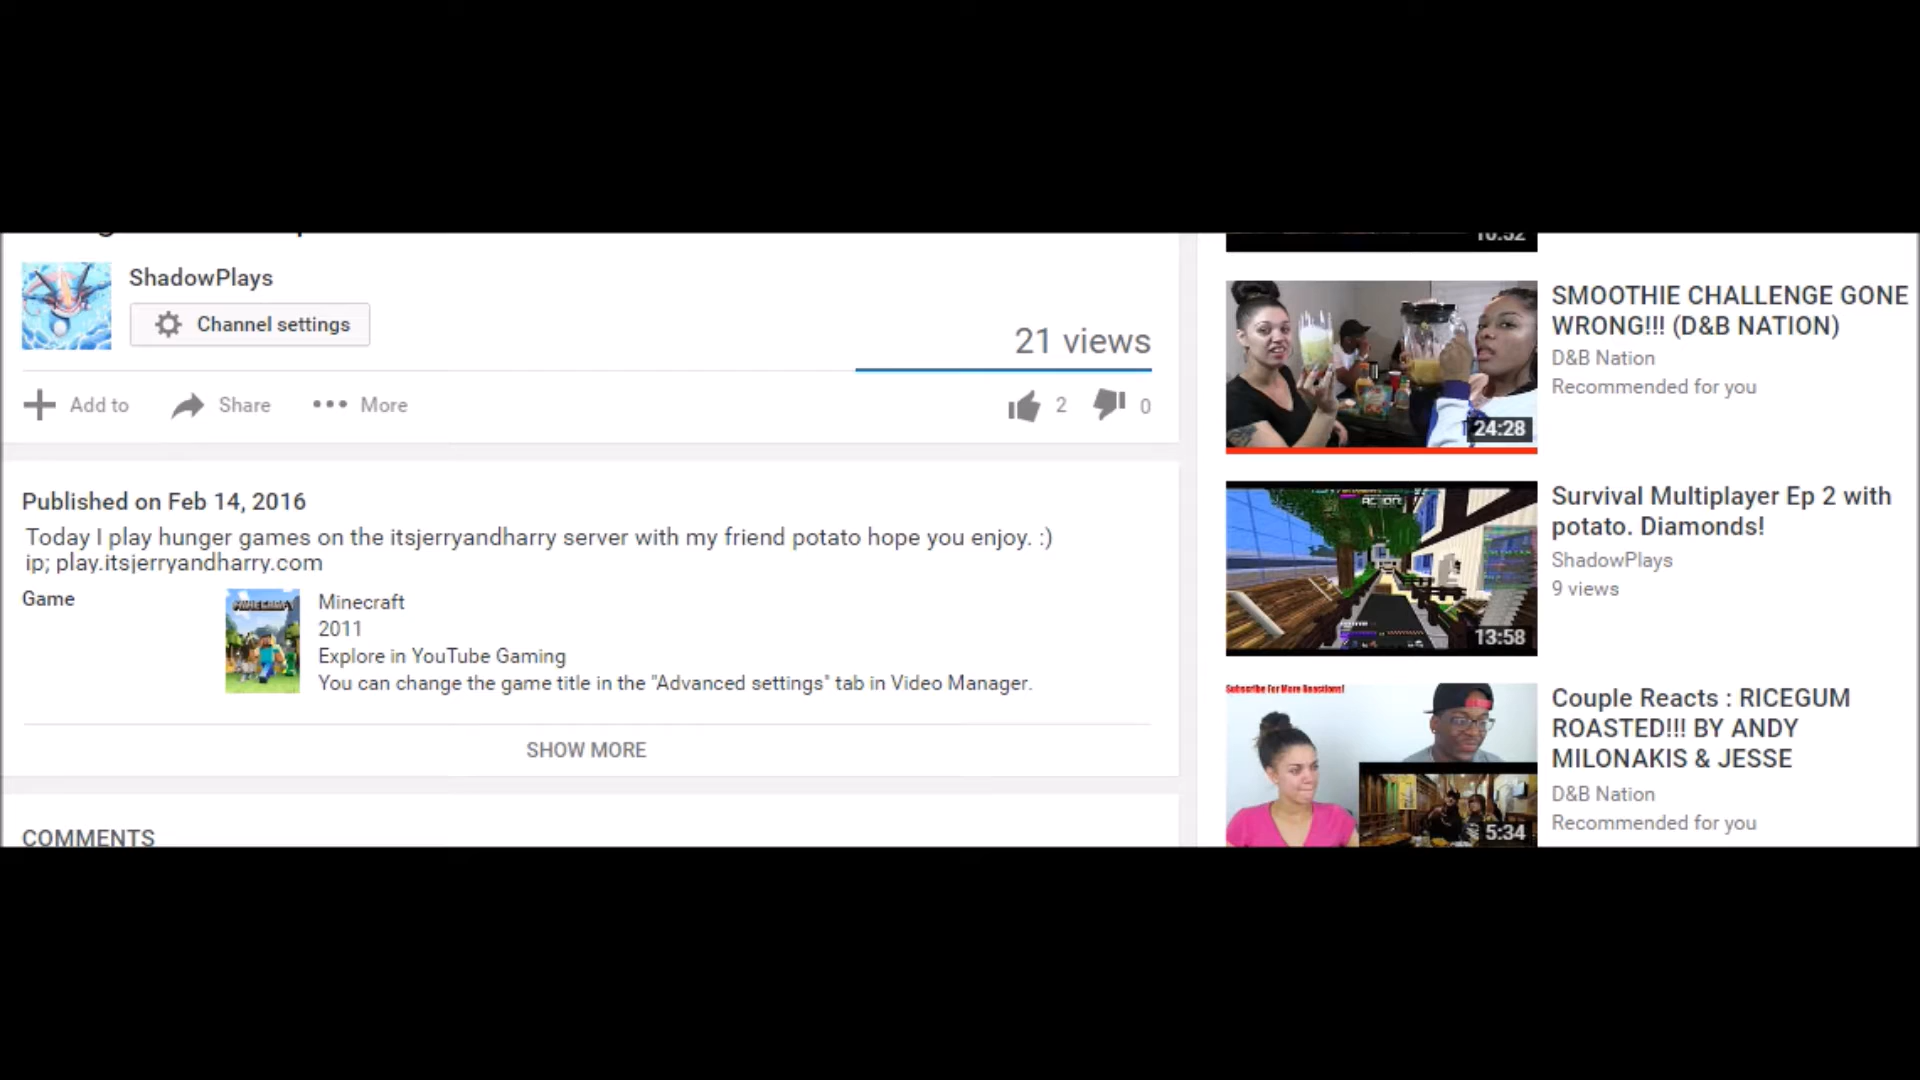 ShadowPlays
Channel settings
21 views
Add to
Share
More
2
0
Published on Feb 14, 2016
Today I play hunger games on the itsjerryandharry server with my friend potato hope you enjoy. :)
ip; play.itsjerryandharry.com
Game
MINECRAFT
Minecraft
2011
Explore in YouTube Gaming
You can change the game title in the "Advanced settings" tab in Video Manager.
SHOW MORE
COMMENTS
SMOOTHIE CHALLENGE GONE
WRONG!!! (D&B NATION)
D&B Nation
Recommended for you
24:28
Survival Multiplayer Ep 2 with
potato. Diamonds!
ShadowPlays
9 views
13:58
Subscribe For More Reactions!
Couple Reacts : RICEGUM
ROASTED!!! BY ANDY
MILONAKIS & JESSE
D&B Nation
Recommended for you
5:34